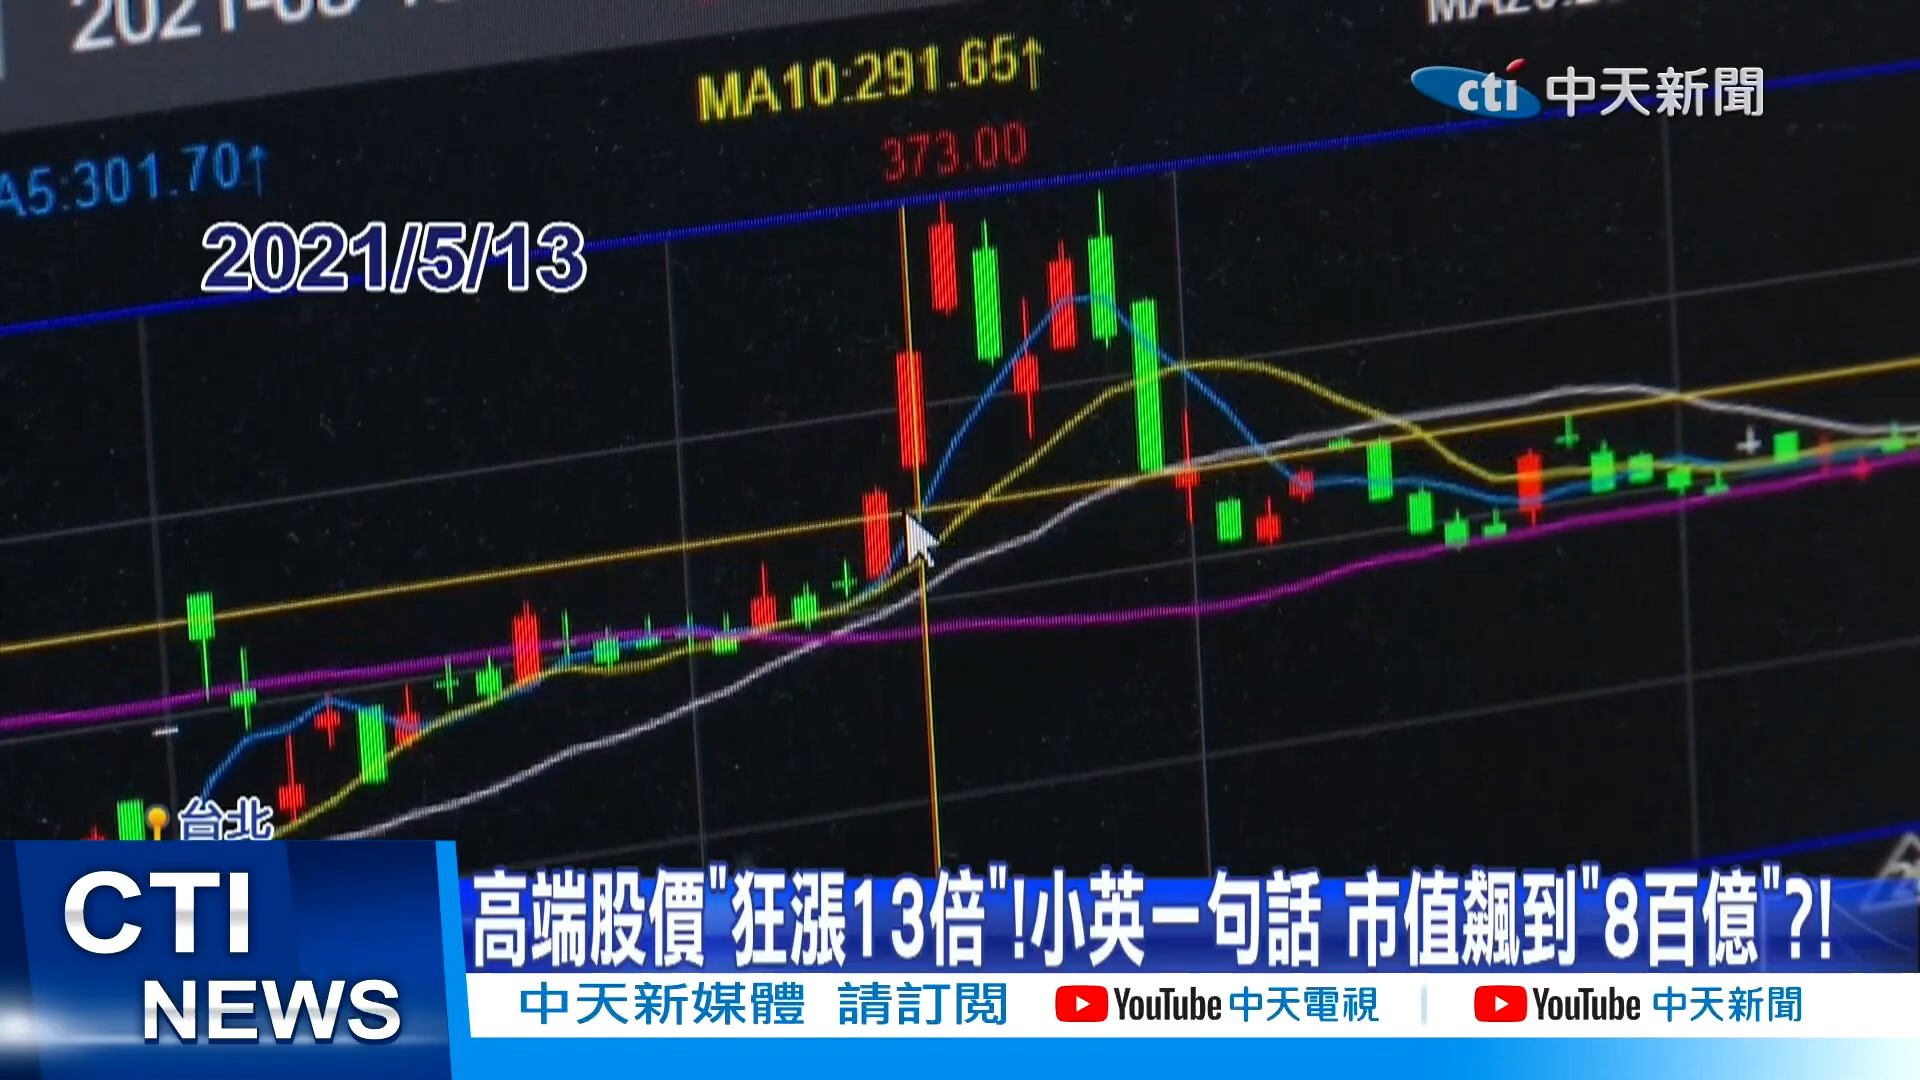 MA10:291.65↑
cti 中天新聞
373.00
A5:301.70↑
2021/5/13
台北
CTI NEWS
高端股價"狂漲13倍"!小英一句話 市值飆到"8百億"?!
中天新媒體 請訂閱 YouTube 中天電視 | YouTube 中天新聞